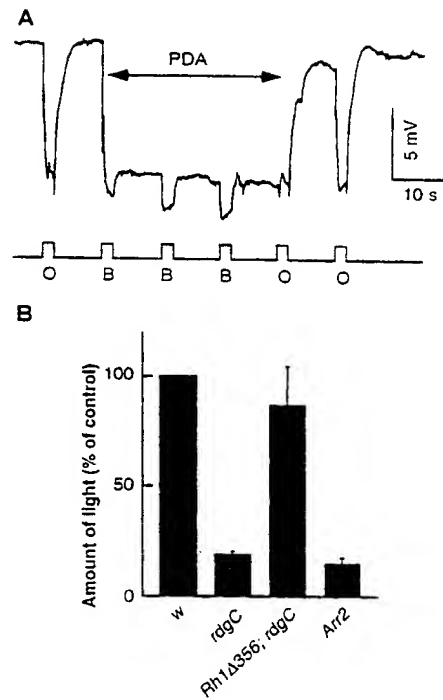 A
PDA
5 mV
10 s
O B B B O O
B
Amount of light (% of control)
100
50
0
w
rdgC
Rh1Δ356; rdgC
Arr2